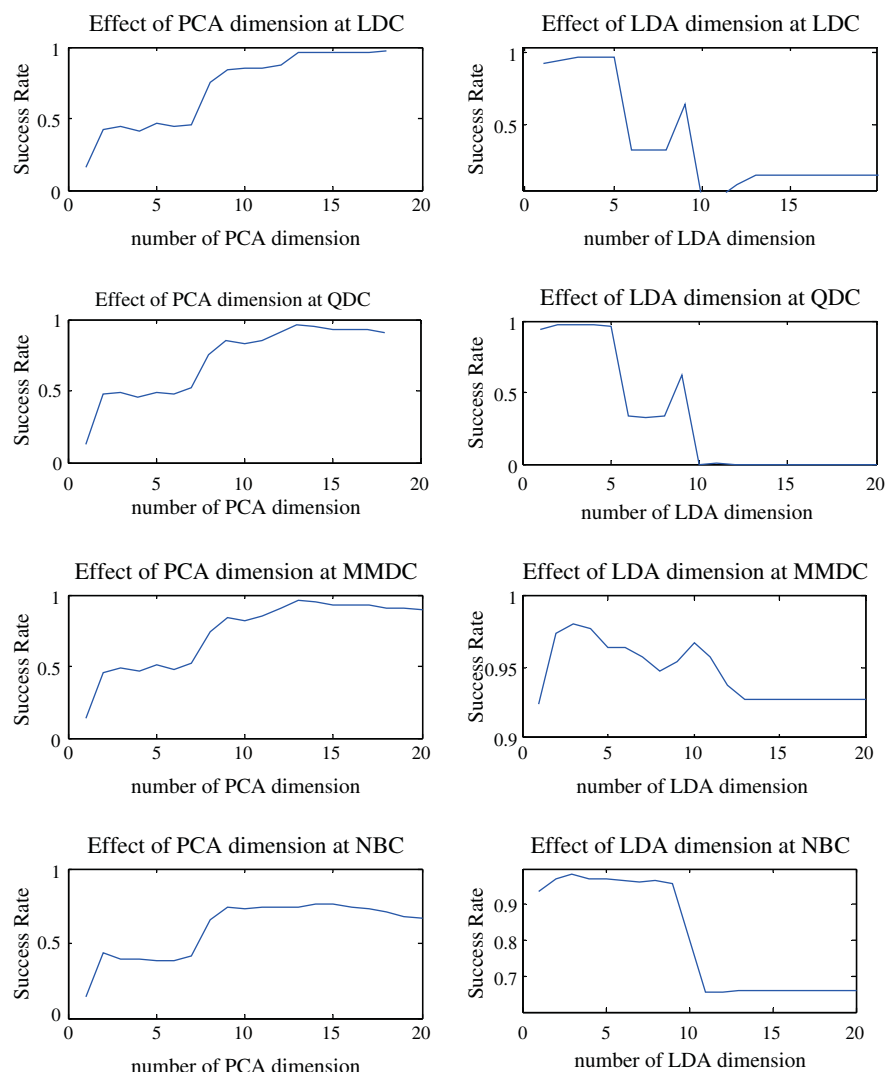 Effect of PCA dimension at LDC
1
0.5
0
0 5 10 15 20
Success Rate
number of PCA dimension
Effect of LDA dimension at LDC
1
0.5
0 5 10 15
Success Rate
number of LDA dimension
Effect of PCA dimension at QDC
1
0.5
0
0 5 10 15 20
Success Rate
number of PCA dimension
Effect of LDA dimension at QDC
1
0.5
0
0 5 10 15 20
Success Rate
number of LDA dimension
Effect of PCA dimension at MMDC
1
0.5
0
0 5 10 15 20
Success Rate
number of PCA dimension
Effect of LDA dimension at MMDC
1
0.95
0.9
0 5 10 15 20
Success Rate
number of LDA dimension
Effect of PCA dimension at NBC
1
0.5
0
0 5 10 15 20
Success Rate
number of PCA dimension
Effect of LDA dimension at NBC
0.9
0.8
0.7
0 5 10 15 20
Success Rate
number of LDA dimension